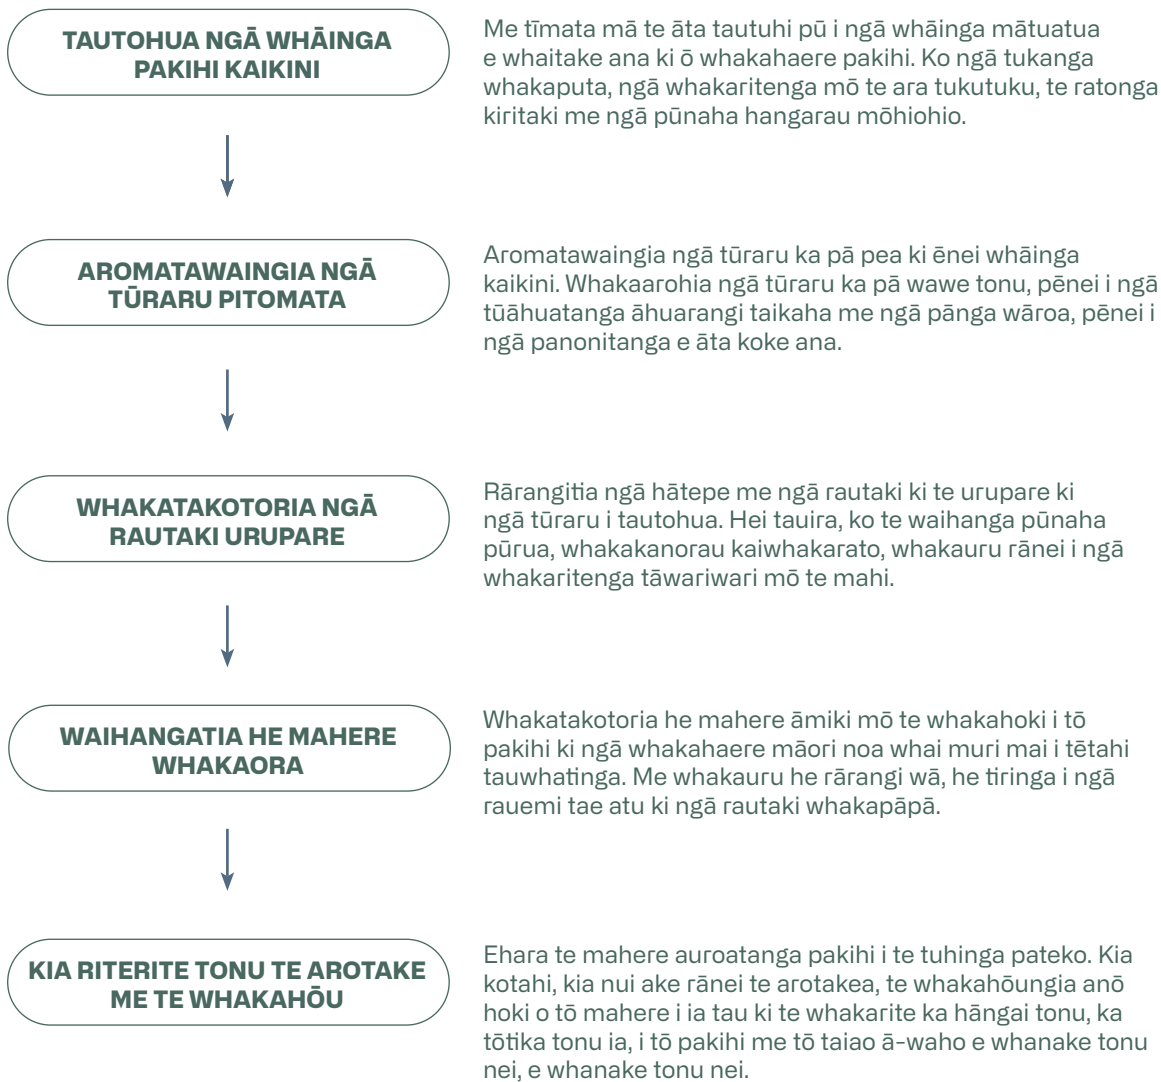 TAUTOHUA NGĀ WHĀINGA
PAKIHI KAIKINI
Me tīmata mā te āta tautuhi pū i ngā whāinga mātuatua
e whaitake ana ki ō whakahaere pakihi. Ko ngā tukanga
whakaputa, ngā whakaritenga mō te ara tukutuku, te ratonga
kiritaki me ngā pūnaha hangarau mōhiohio.
AROMATAWAINGIA NGĀ
TŪRARU PITOMATA
Aromatawaingia ngā tūraru ka pā pea ki ēnei whāinga
kaikini. Whakaarohia ngā tūraru ka pā wawe tonu, pēnei i ngā
tūāhuatanga āhuarangi taikaha me ngā pānga wāroa, pēnei i
ngā panonitanga e āta koke ana.
WHAKATAKOTORIA NGĀ
RAUTAKI URUPARE
Rārangitia ngā hātepe me ngā rautaki ki te urupare ki
ngā tūraru i tautohua. Hei tauira, ko te waihanga pūnaha
pūrua, whakakanorau kaiwhakarato, whakauru rānei i ngā
whakaritenga tāwariwari mō te mahi.
WAIHANGATIA HE MAHERE
WHAKAORA
Whakatakotoria he mahere āmiki mō te whakahoki i tō
pakihi ki ngā whakahaere māori noa whai muri mai i tētahi
tauwhatinga. Me whakauru he rārangi wā, he tiringa i ngā
rauemi tae atu ki ngā rautaki whakapāpā.
KIA RITERITE TONU TE AROTAKE
ME TE WHAKAHŌU
Ehara te mahere auroatanga pakihi i te tuhinga pateko. Kia
kotahi, kia nui ake rānei te arotakea, te whakahōungia anō
hoki o tō mahere i ia tau ki te whakarite ka hāngai tonu, ka
tōtika tonu ia, i tō pakihi me tō taiao ā-waho e whanake tonu
nei, e whanake tonu nei.